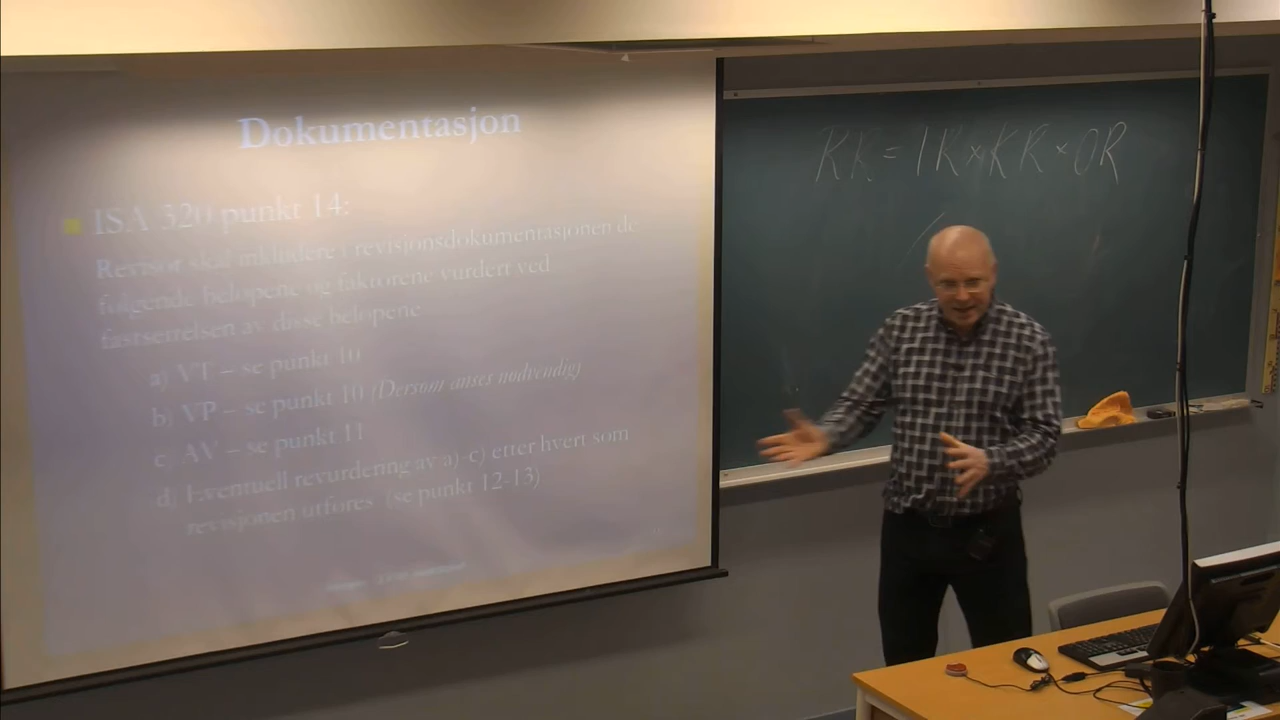 Dokumentasjon
ISA 320 punkt 14:
Revisor skal inkludere i revisjonsdokumentasjonen de
følgende beløpene og faktorene vurdert ved
fastsettelsen av disse beløpene
a) VT – se punkt 10
b) VP – se punkt 10 (Dersom anses nødvendig)
c) AV – se punkt 11
d) Eventuell revurdering av a)-c) etter hvert som
revisjonen utføres (se punkt 12-13)
RR = IR × KR × OR